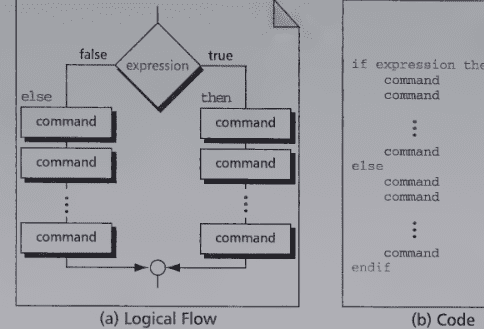 false
true
expression
else
then
command
command
command
command
⋮
⋮
command
command
(a) Logical Flow
if expression
command
command
⋮
command
else
command
command
⋮
command
endif
(b) Code